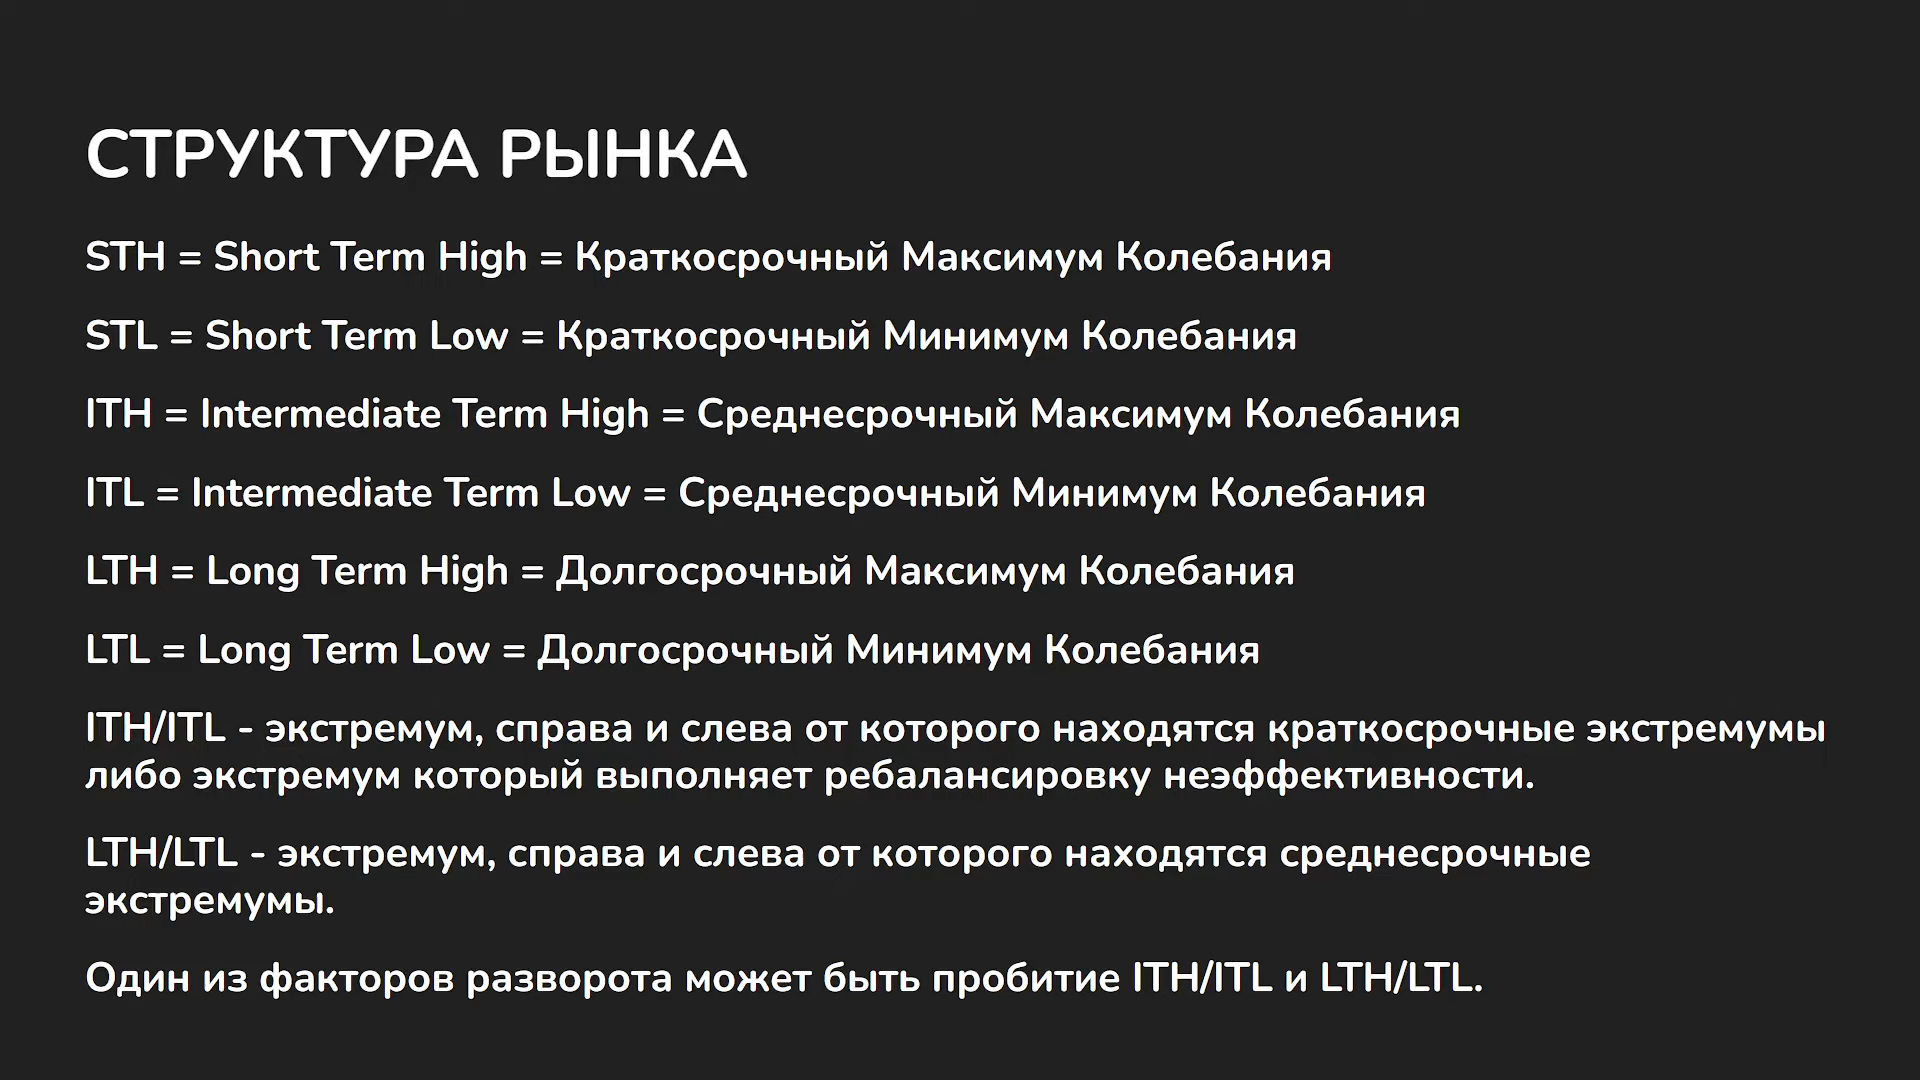 СТРУКТУРА РЫНКА
STH = Short Term High = Краткосрочный Максимум Колебания
STL = Short Term Low = Краткосрочный Минимум Колебания
ITH = Intermediate Term High = Среднесрочный Максимум Колебания
ITL = Intermediate Term Low = Среднесрочный Минимум Колебания
LTH = Long Term High = Долгосрочный Максимум Колебания
LTL = Long Term Low = Долгосрочный Минимум Колебания
ITH/ITL - экстремум, справа и слева от которого находятся краткосрочные экстремумы
либо экстремум который выполняет ребалансировку неэффективности.
LTH/LTL - экстремум, справа и слева от которого находятся среднесрочные
экстремумы.
Один из факторов разворота может быть пробитие ITH/ITL и LTH/LTL.